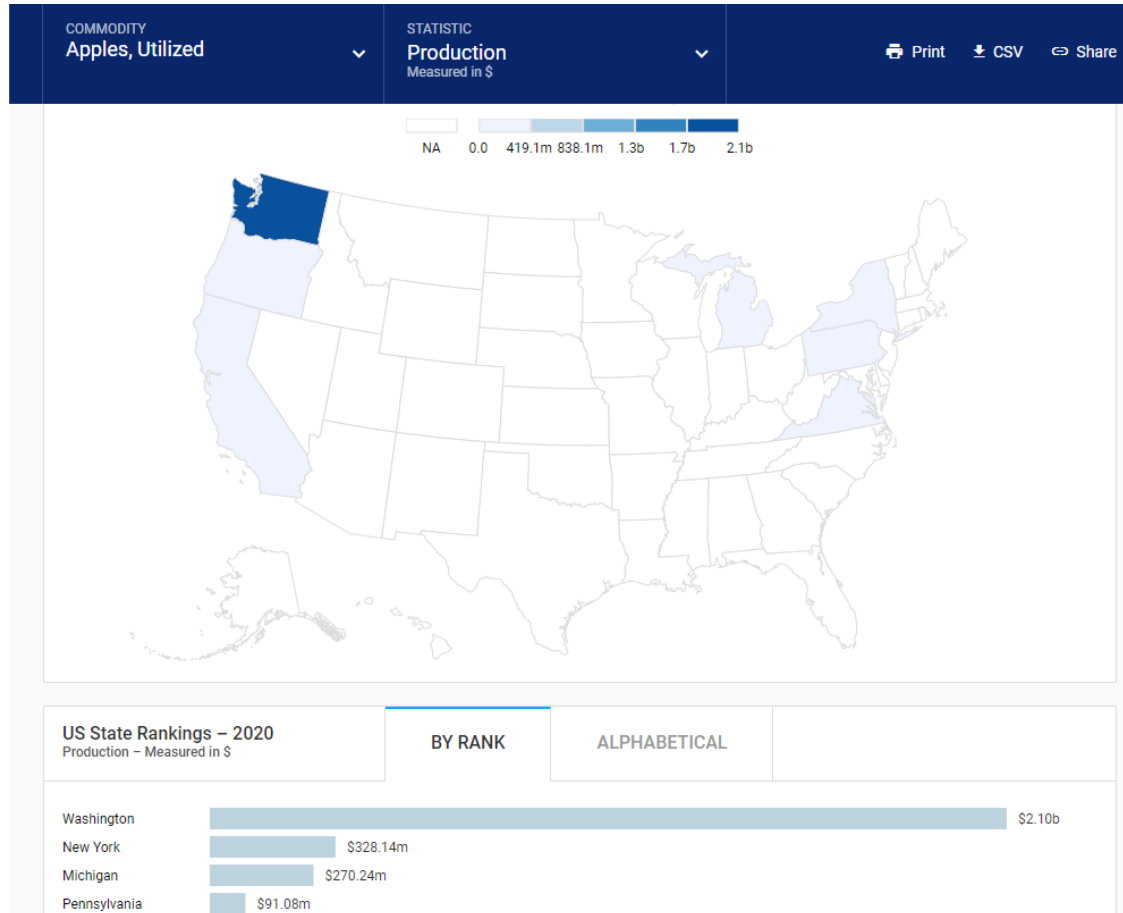 COMMODITY
Apples, Utilized
STATISTIC
Production
Measured in $
Print CSV Share
NA 0.0 419.1m 838.1m 1.3b 1.7b 2.1b
US State Rankings – 2020
Production – Measured in $
BY RANK
ALPHABETICAL
Washington $2.10b
New York $328.14m
Michigan $270.24m
Pennsylvania $91.08m